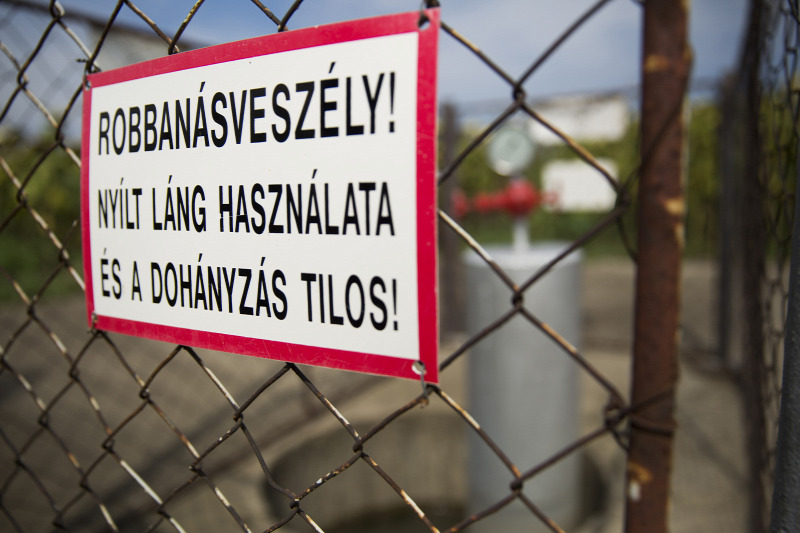 ROBBANÁSVESZÉLY!
NYÍLT LÁNG HASZNÁLATA
ÉS A DOHÁNYZÁS TILOS!